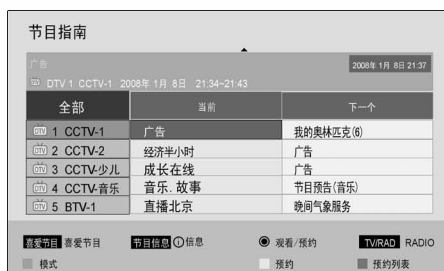 节目指南
广告
2008年 1月 8日 21:37
DTV 1 CCTV-1 2008年 1月 8日 21:34~21:43
全部 当前 下一个
DTV 1 CCTV-1 广告 我的奥林匹克(6)
DTV 2 CCTV-2 经济半小时 广告
DTV 3 CCTV-少儿 成长在线 广告
DTV 4 CCTV-音乐 音乐.故事 节目预告(音乐)
DTV 5 BTV-1 直播北京 晚间气象服务
喜爱节目 喜爱节目 节目信息 ⓘ信息 ◉ 观看/预约 TV/RAD RADIO
模式 预约 预约列表